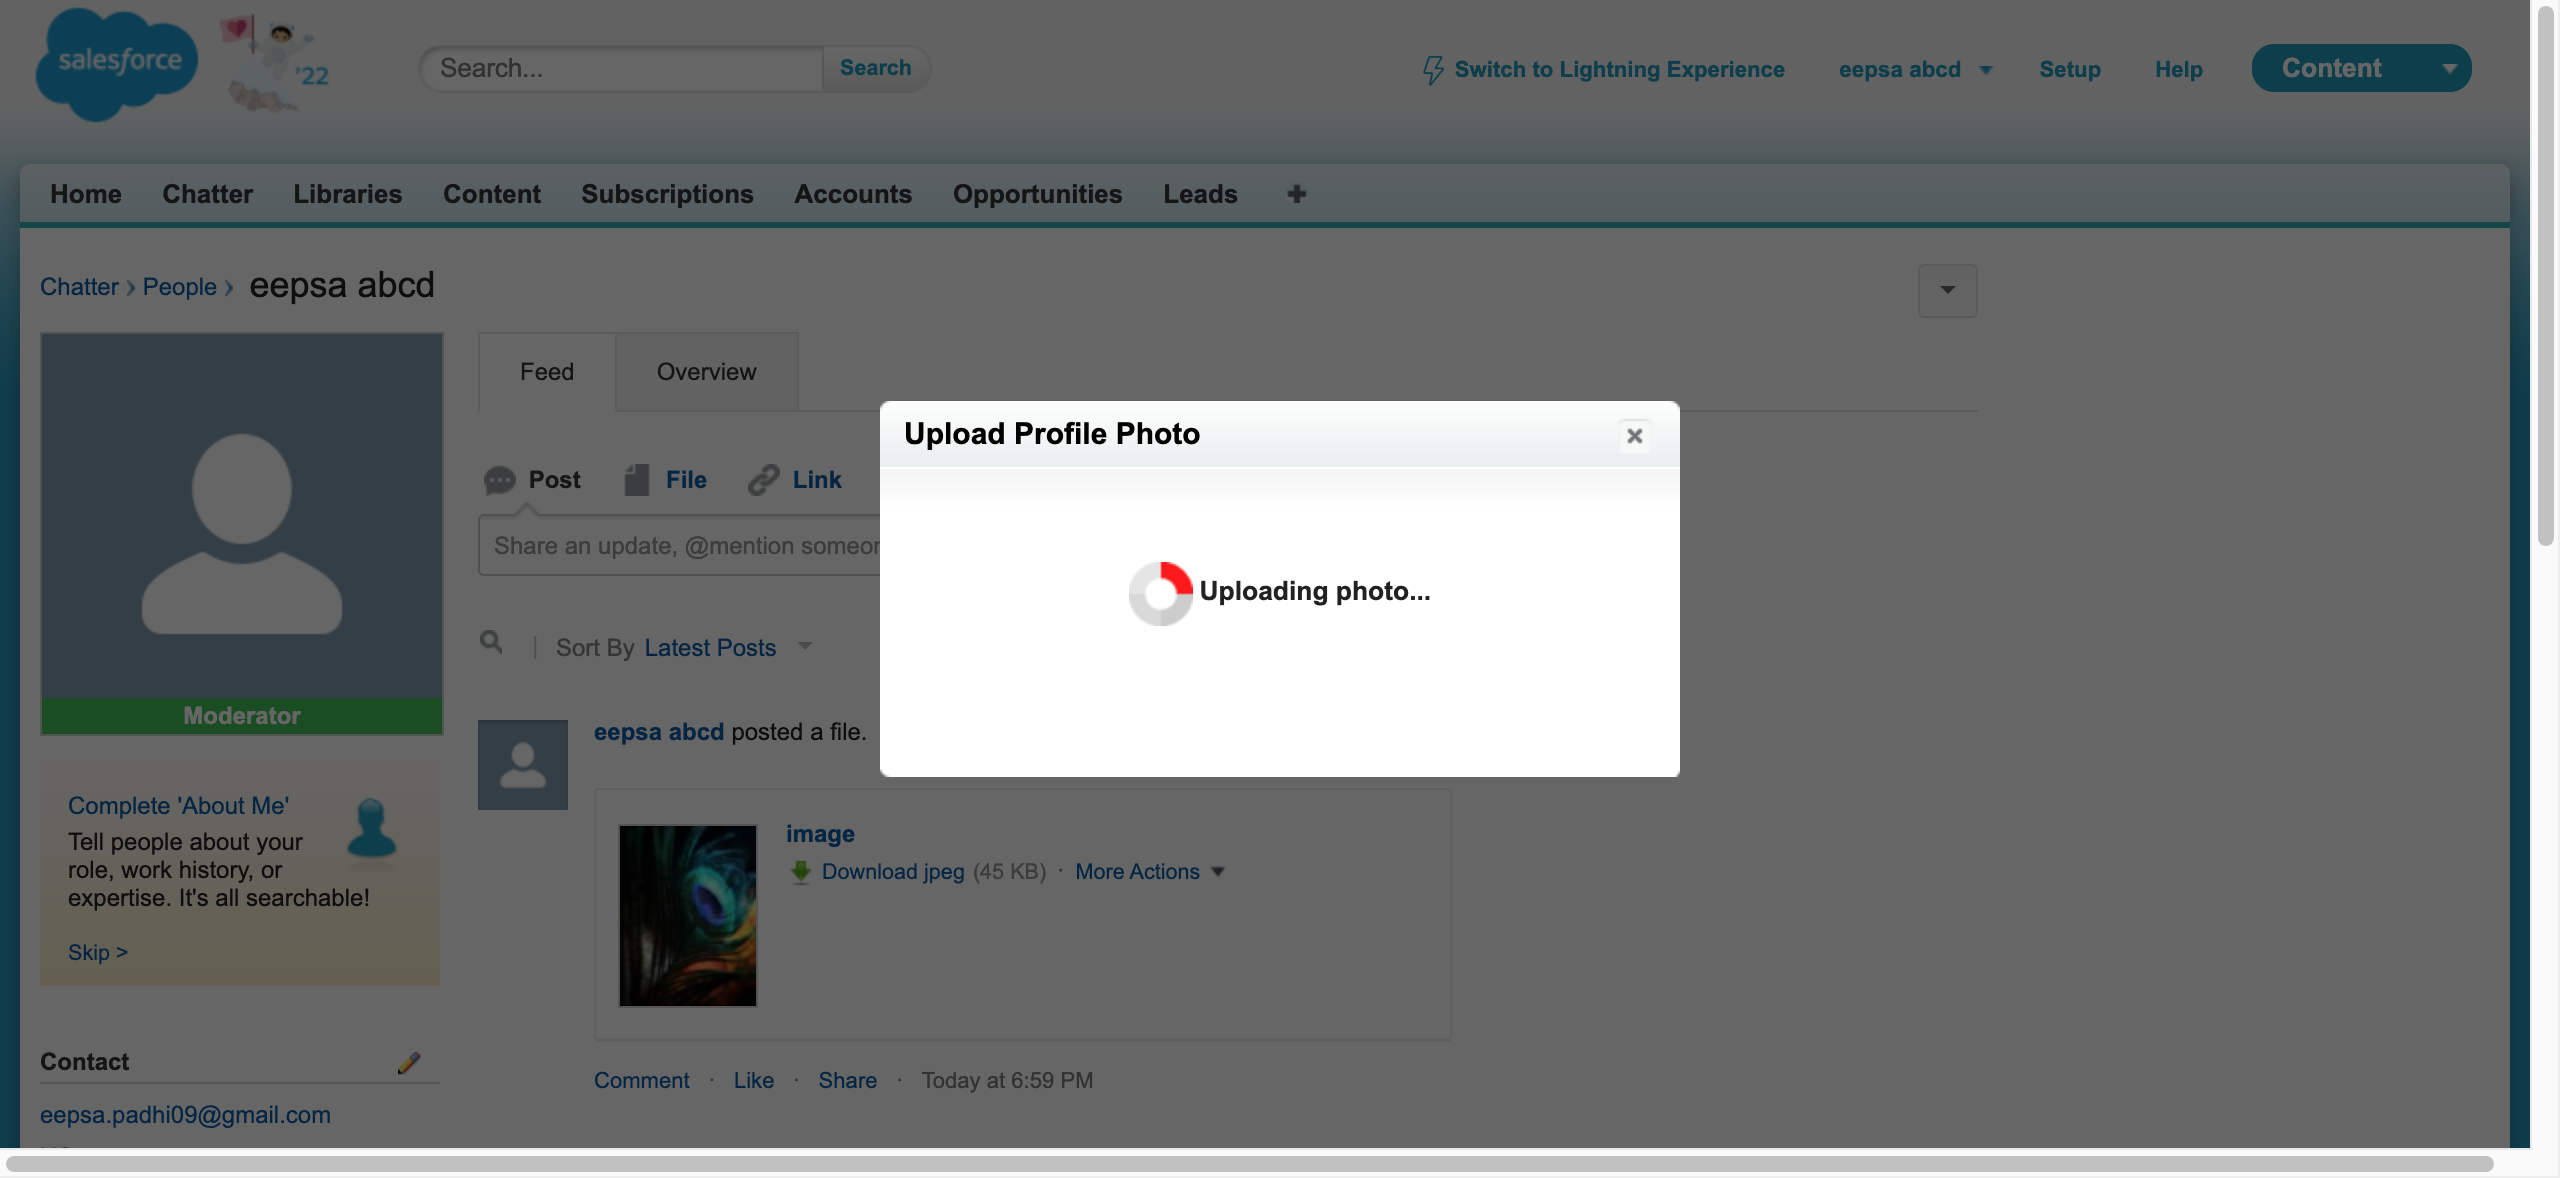 salesforce
'22
Search...
Search
Switch to Lightning Experience
eepsa abcd
Setup
Help
Content
Home
Chatter
Libraries
Content
Subscriptions
Accounts
Opportunities
Leads
Chatter › People › eepsa abcd
Feed
Overview
Upload Profile Photo
Post
File
Link
Share an update, @mention someo
Uploading photo...
Sort By Latest Posts
Moderator
eepsa abcd posted a file.
Complete 'About Me'
Tell people about your
role, work history, or
expertise. It's all searchable!
Skip >
image
Download jpeg (45 KB) · More Actions
Contact
Comment · Like · Share · Today at 6:59 PM
eepsa.padhi09@gmail.com